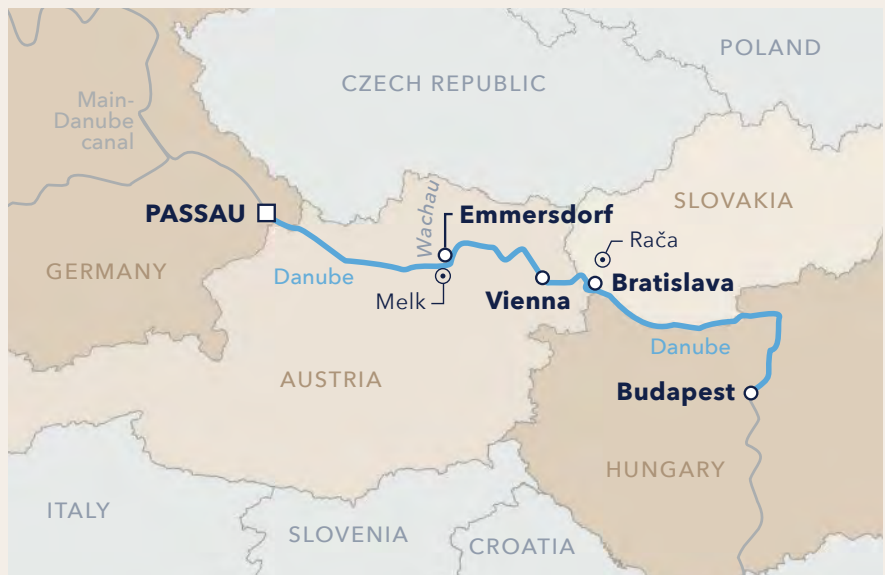 POLAND
CZECH REPUBLIC
Main-
Danube
canal
SLOVAKIA
PASSAU
Wachau
Emmersdorf
Rača
GERMANY
Danube
Melk
Vienna
Bratislava
Danube
AUSTRIA
Budapest
HUNGARY
ITALY
SLOVENIA
CROATIA